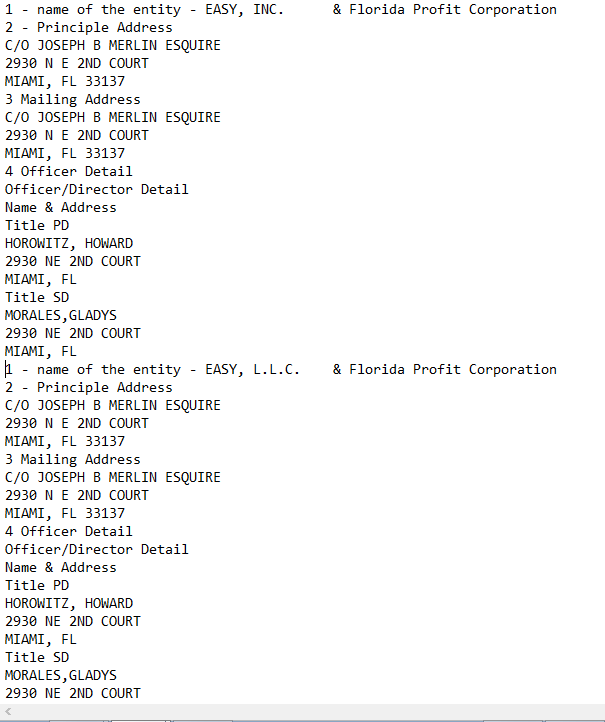 1 - name of the entity - EASY, INC.      & Florida Profit Corporation
2 - Principle Address
C/O JOSEPH B MERLIN ESQUIRE
2930 N E 2ND COURT
MIAMI, FL 33137
3 Mailing Address
C/O JOSEPH B MERLIN ESQUIRE
2930 N E 2ND COURT
MIAMI, FL 33137
4 Officer Detail
Officer/Director Detail
Name & Address
Title PD
HOROWITZ, HOWARD
2930 NE 2ND COURT
MIAMI, FL
Title SD
MORALES,GLADYS
2930 NE 2ND COURT
MIAMI, FL
1 - name of the entity - EASY, L.L.C.    & Florida Profit Corporation
2 - Principle Address
C/O JOSEPH B MERLIN ESQUIRE
2930 N E 2ND COURT
MIAMI, FL 33137
3 Mailing Address
C/O JOSEPH B MERLIN ESQUIRE
2930 N E 2ND COURT
MIAMI, FL 33137
4 Officer Detail
Officer/Director Detail
Name & Address
Title PD
HOROWITZ, HOWARD
2930 NE 2ND COURT
MIAMI, FL
Title SD
MORALES,GLADYS
2930 NE 2ND COURT